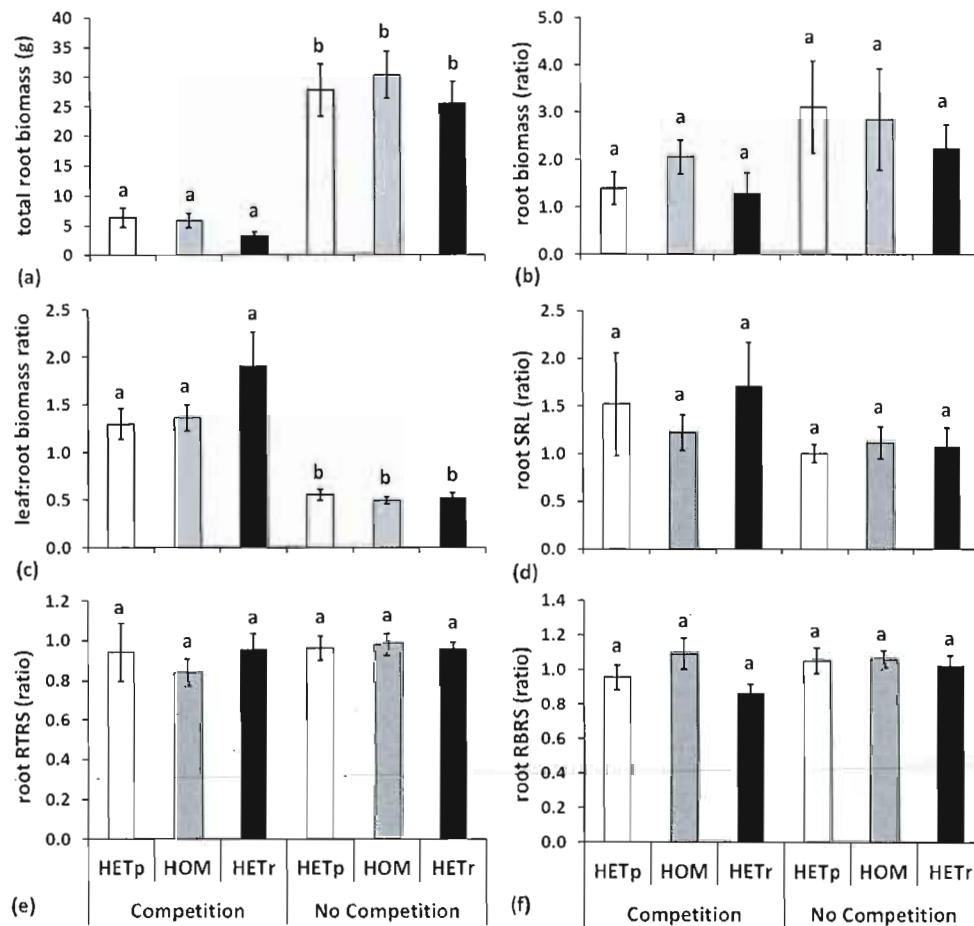 total root biomass (g)
40
35
30
25
20
15
10
5
0
a
a
a
b
b
b
(a)
root biomass (ratio)
5.0
4.0
3.0
2.0
1.0
0.0
a
a
a
a
a
a
(b)
leaf:root biomass ratio
2.5
2.0
1.5
1.0
0.5
0.0
a
a
a
b
b
b
(c)
root SRL (ratio)
2.5
2.0
1.5
1.0
0.5
0.0
a
a
a
a
a
a
(d)
root RTRS (ratio)
1.2
1.0
0.8
0.6
0.4
0.2
0.0
a
a
a
a
a
a
HETp HOM HETr HETp HOM HETr
(e) Competition No Competition
root RBRS (ratio)
1.4
1.2
1.0
0.8
0.6
0.4
0.2
0.0
a
a
a
a
a
a
HETp HOM HETr HETp HOM HETr
(f) Competition No Competition